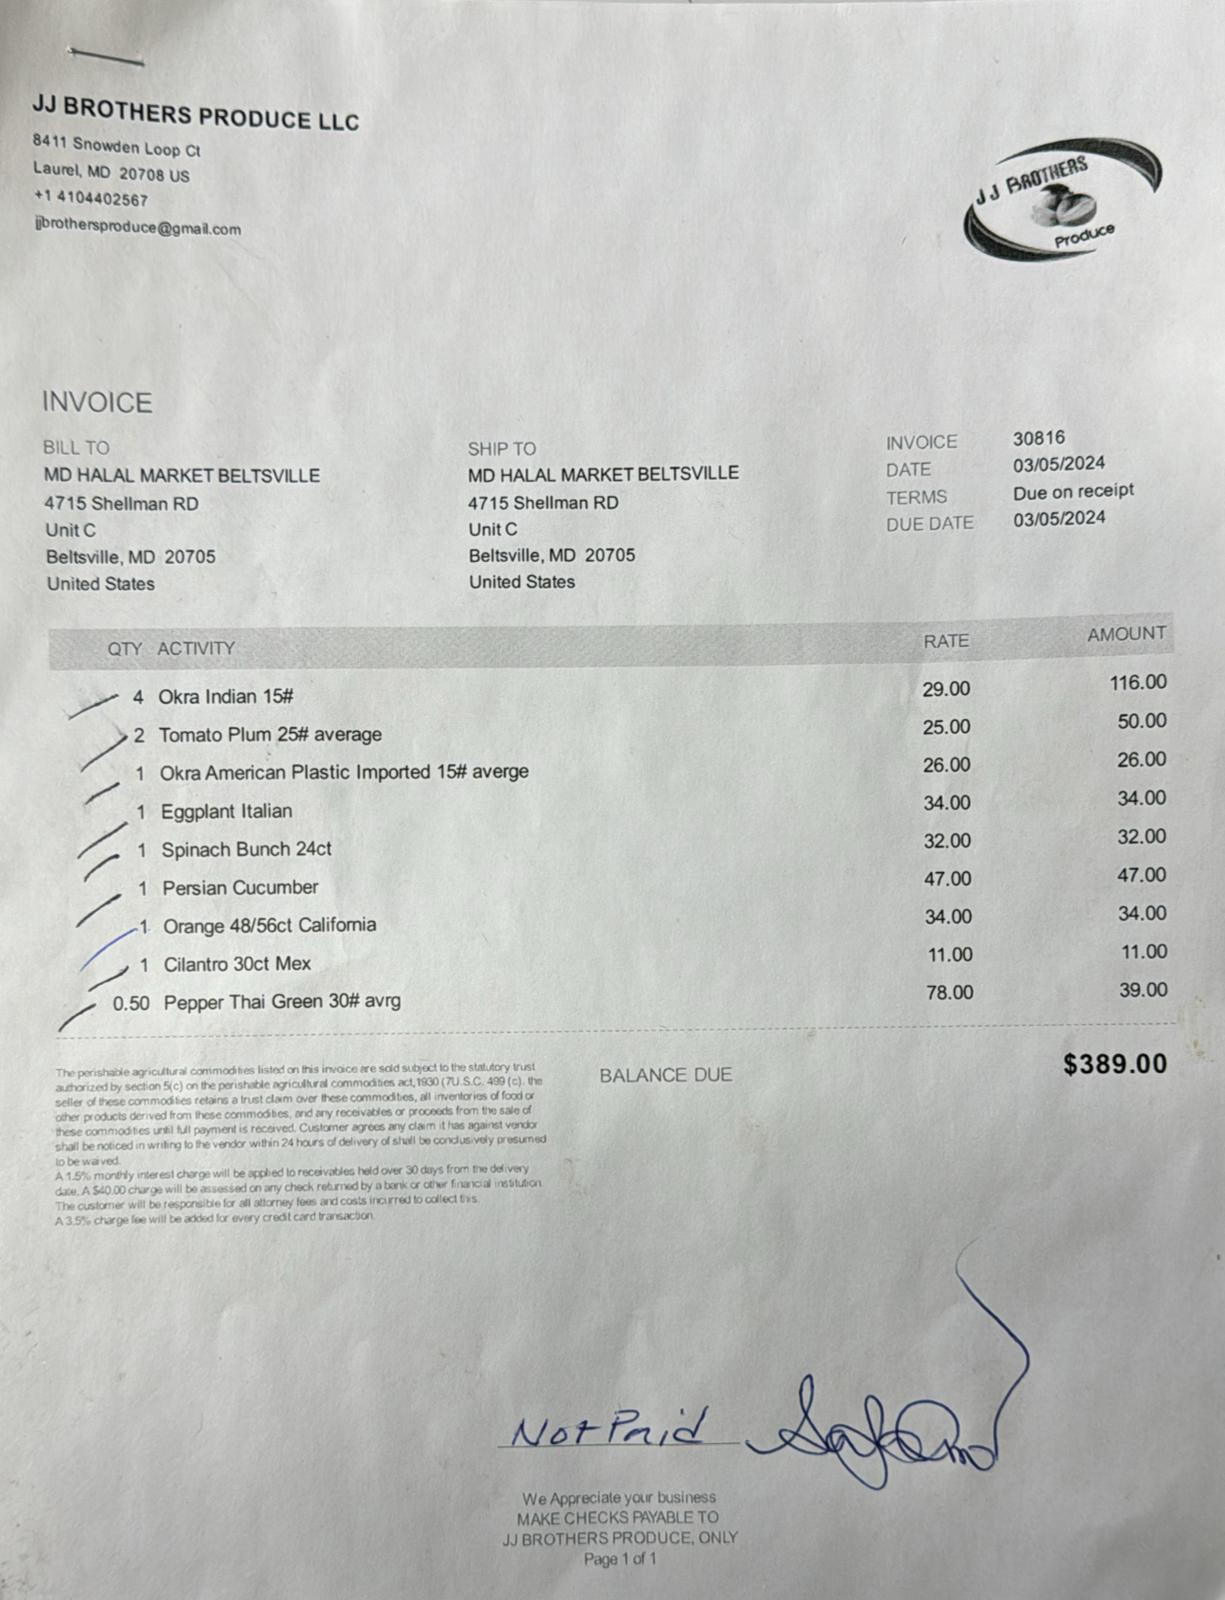 JJ BROTHERS PRODUCE LLC
8411 Snowden Loop Ct
Laurel, MD 20708 US
+1 4104402567
jjbrothersproduce@gmail.com
JJ BROTHERS
Produce
INVOICE
BILL TO
MD HALAL MARKET BELTSVILLE
4715 Shellman RD
Unit C
Beltsville, MD 20705
United States
SHIP TO
MD HALAL MARKET BELTSVILLE
4715 Shellman RD
Unit C
Beltsville, MD 20705
United States
INVOICE 30816
DATE 03/05/2024
TERMS Due on receipt
DUE DATE 03/05/2024
QTY ACTIVITY RATE AMOUNT
4 Okra Indian 15# 29.00 116.00
2 Tomato Plum 25# average 25.00 50.00
1 Okra American Plastic Imported 15# averge 26.00 26.00
1 Eggplant Italian 34.00 34.00
1 Spinach Bunch 24ct 32.00 32.00
1 Persian Cucumber 47.00 47.00
1 Orange 48/56ct California 34.00 34.00
1 Cilantro 30ct Mex 11.00 11.00
0.50 Pepper Thai Green 30# avrg 78.00 39.00
The perishable agricultural commodities listed on this invoice are sold subject to the statutory trust
authorized by section 5(c) on the perishable agricultural commodities act, 1930 (7U.S.C. 499 (c). the
seller of these commodities retains a trust claim over these commodities, all inventories of food or
other products derived from these commodities, and any receivables or proceeds from the sale of
these commodities until full payment is received. Customer agrees any claim it has against vendor
shall be noticed in writing to the vendor within 24 hours of delivery of shall be conclusively presumed
to be waived.
A 1.5% monthly interest charge will be applied to receivables held over 30 days from the delivery
date. A $40.00 charge will be assessed on any check returned by a bank or other financial institution.
The customer will be responsible for all attorney fees and costs incurred to collect this.
A 3.5% charge fee will be added for every credit card transaction.
BALANCE DUE $389.00
Not Paid
We Appreciate your business
MAKE CHECKS PAYABLE TO
JJ BROTHERS PRODUCE, ONLY
Page 1 of 1